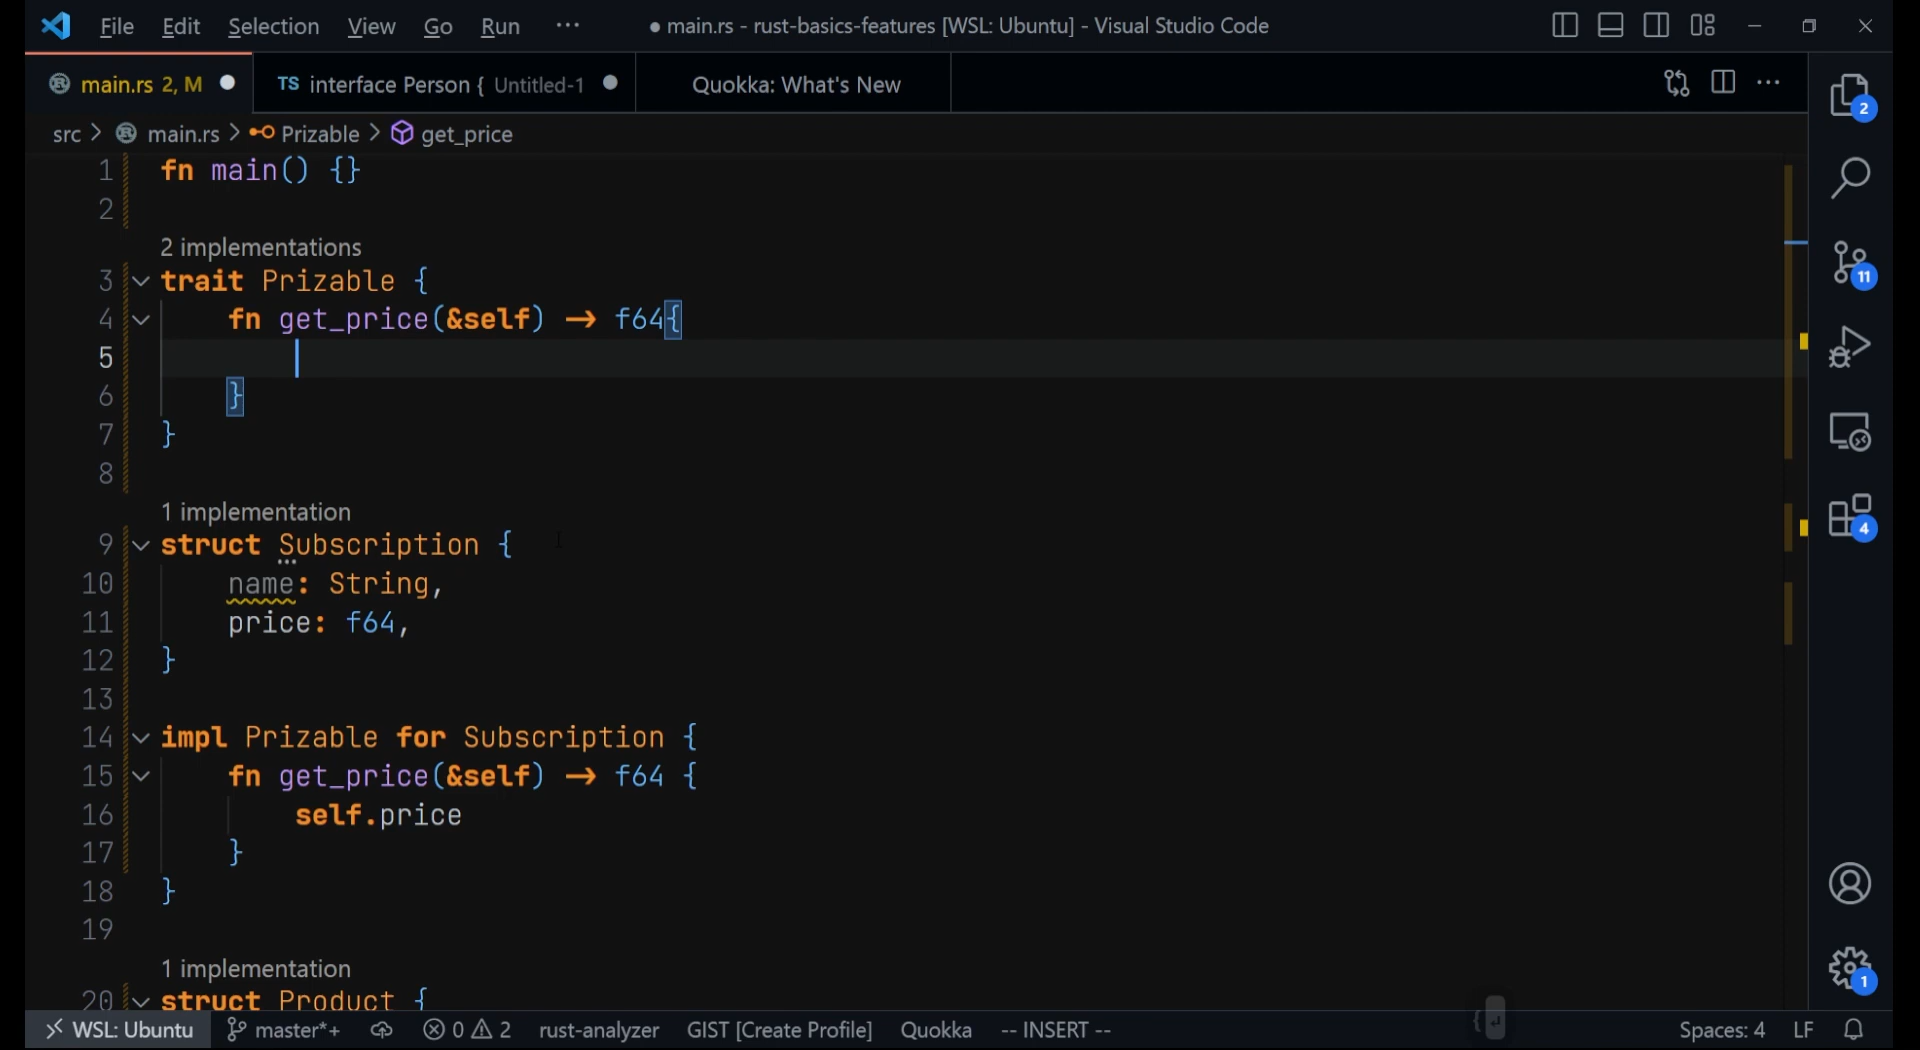 File Edit Selection View Go Run ··· ● main.rs - rust-basics-features [WSL: Ubuntu] - Visual Studio Code
main.rs 2, M ● TS interface Person { Untitled-1 ● Quokka: What's New ···
src > main.rs > Prizable > get_price 2
1 fn main() {}
2
2 implementations
3 trait Prizable {
11
4 fn get_price(&self) → f64{
5
6 }
7 }
8
1 implementation
4
9 struct Subscription {
10 name: String,
11 price: f64,
12 }
13
14 impl Prizable for Subscription {
15 fn get_price(&self) → f64 {
16 self.price
17 }
18 }
19
1 implementation
1
20 struct Product {
WSL: Ubuntu master*+ 0 2 rust-analyzer GIST [Create Profile] Quokka -- INSERT -- { ↵ Spaces: 4 LF